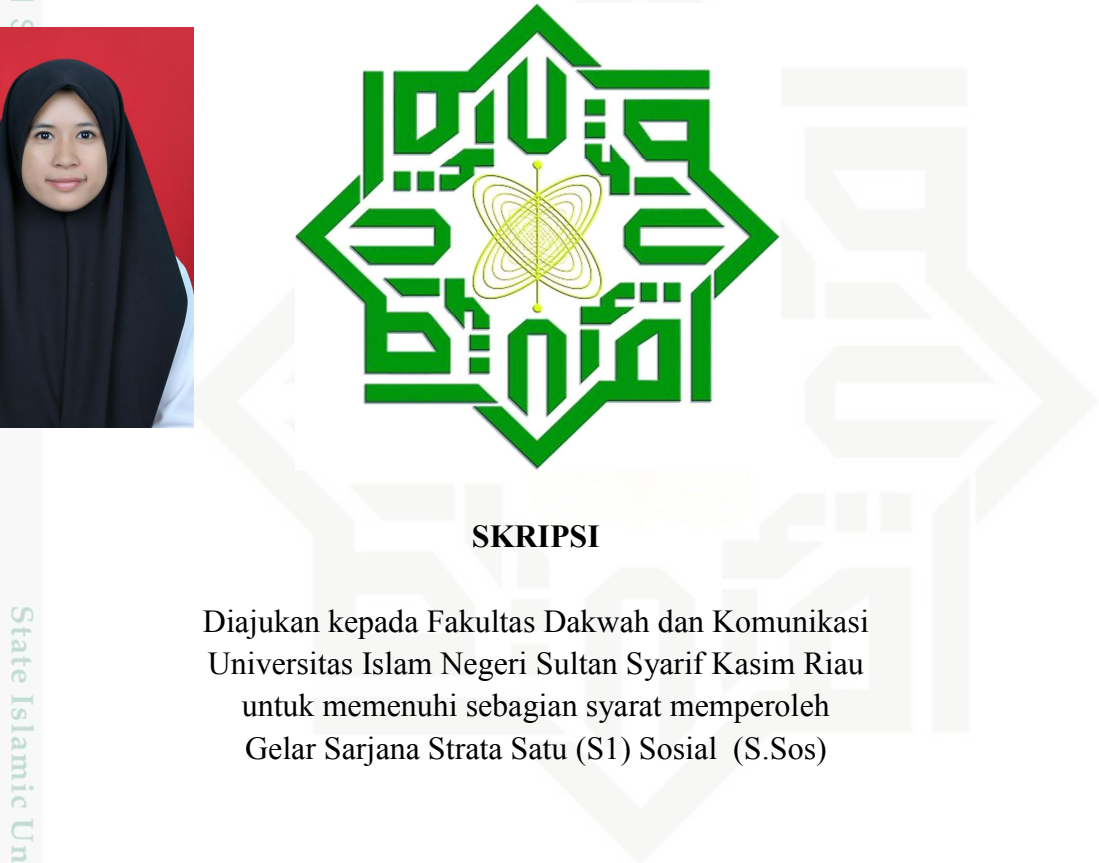 SKRIPSI
Diajukan kepada Fakultas Dakwah dan Komunikasi
Universitas Islam Negeri Sultan Syarif Kasim Riau
untuk memenuhi sebagian syarat memperoleh
Gelar Sarjana Strata Satu (S1) Sosial (S.Sos)
State Islamic Un